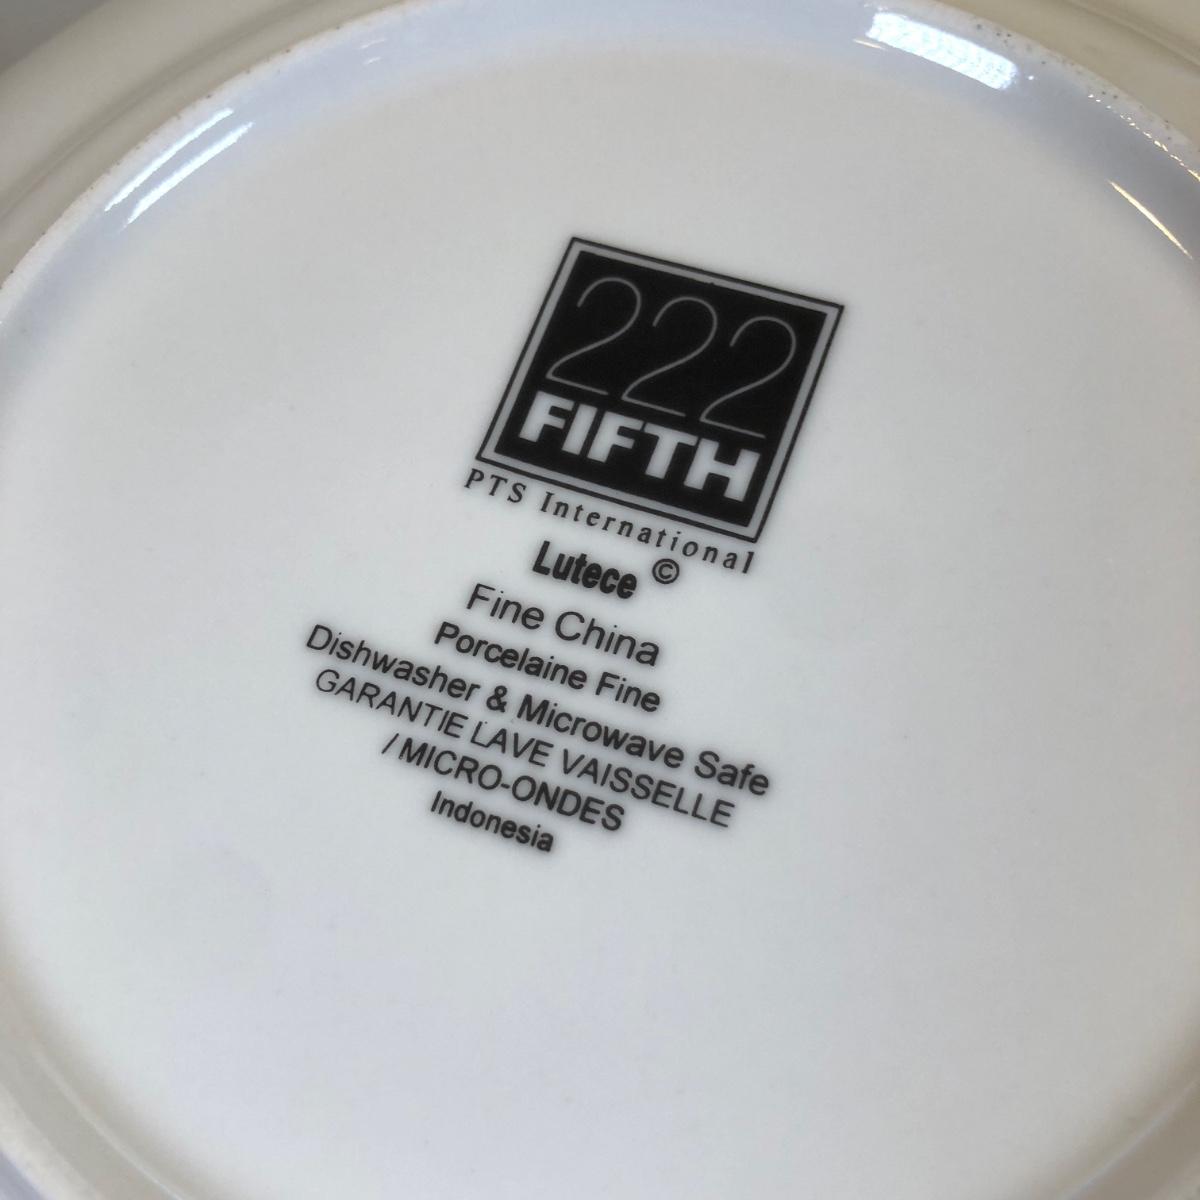 222
FIFTH
PTS International
Lutece ©
Fine China
Porcelaine Fine
Dishwasher & Microwave Safe
GARANTIE LAVE VAISSELLE
/ MICRO-ONDES
Indonesia